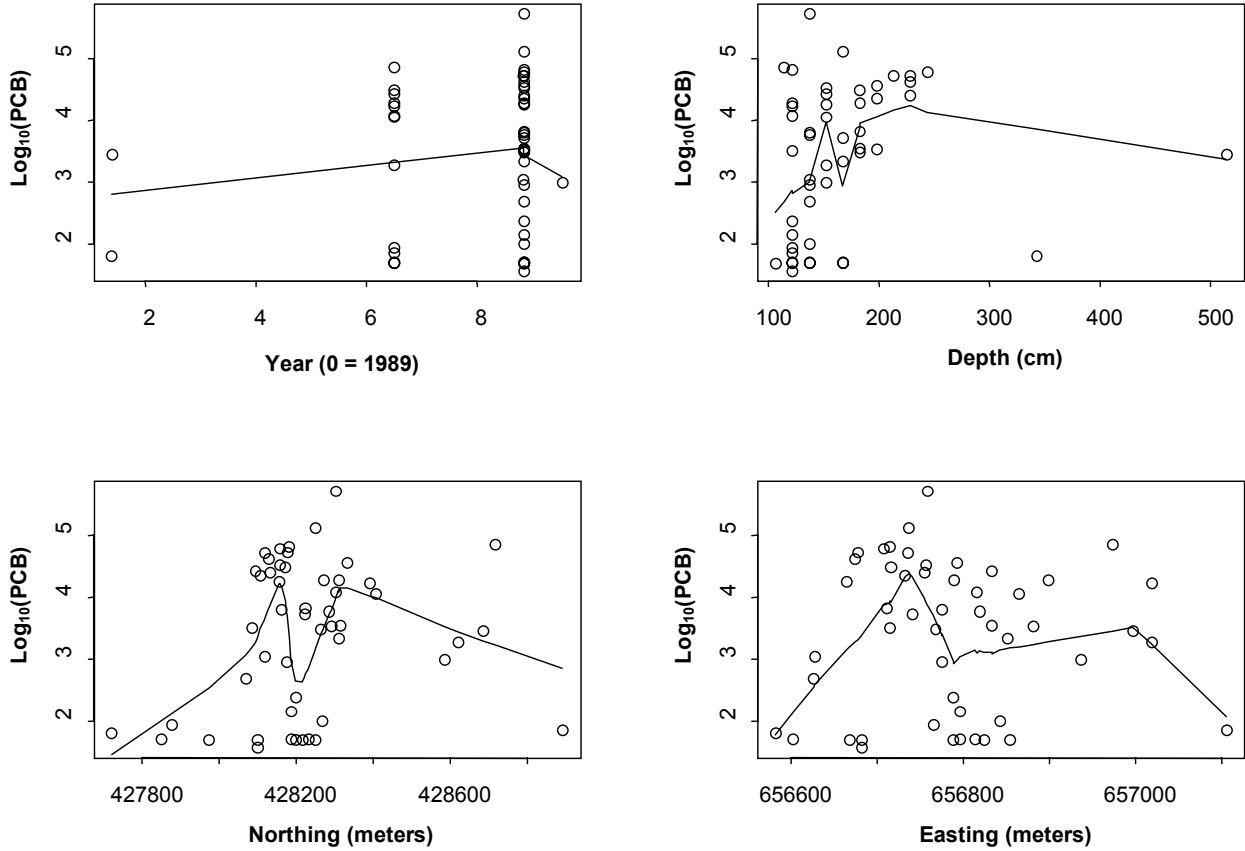 Log₁₀(PCB)
5
4
3
2
2 4 6 8
Year (0 = 1989)
Log₁₀(PCB)
5
4
3
2
100 200 300 400 500
Depth (cm)
Log₁₀(PCB)
5
4
3
2
427800 428200 428600
Northing (meters)
Log₁₀(PCB)
5
4
3
2
656600 656800 657000
Easting (meters)